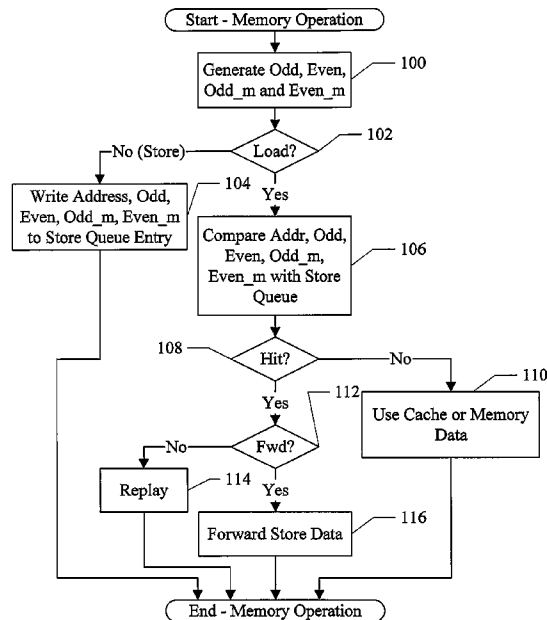 Start - Memory Operation
Generate Odd, Even,
Odd_m and Even_m
100
Load?
102
No (Store)
Yes
Write Address, Odd,
Even, Odd_m, Even_m
to Store Queue Entry
104
Compare Addr, Odd,
Even, Odd_m,
Even_m with Store
Queue
106
108
Hit?
No
Yes
110
Use Cache or Memory
Data
112
Fwd?
No
Yes
Replay
114
Forward Store Data
116
End - Memory Operation